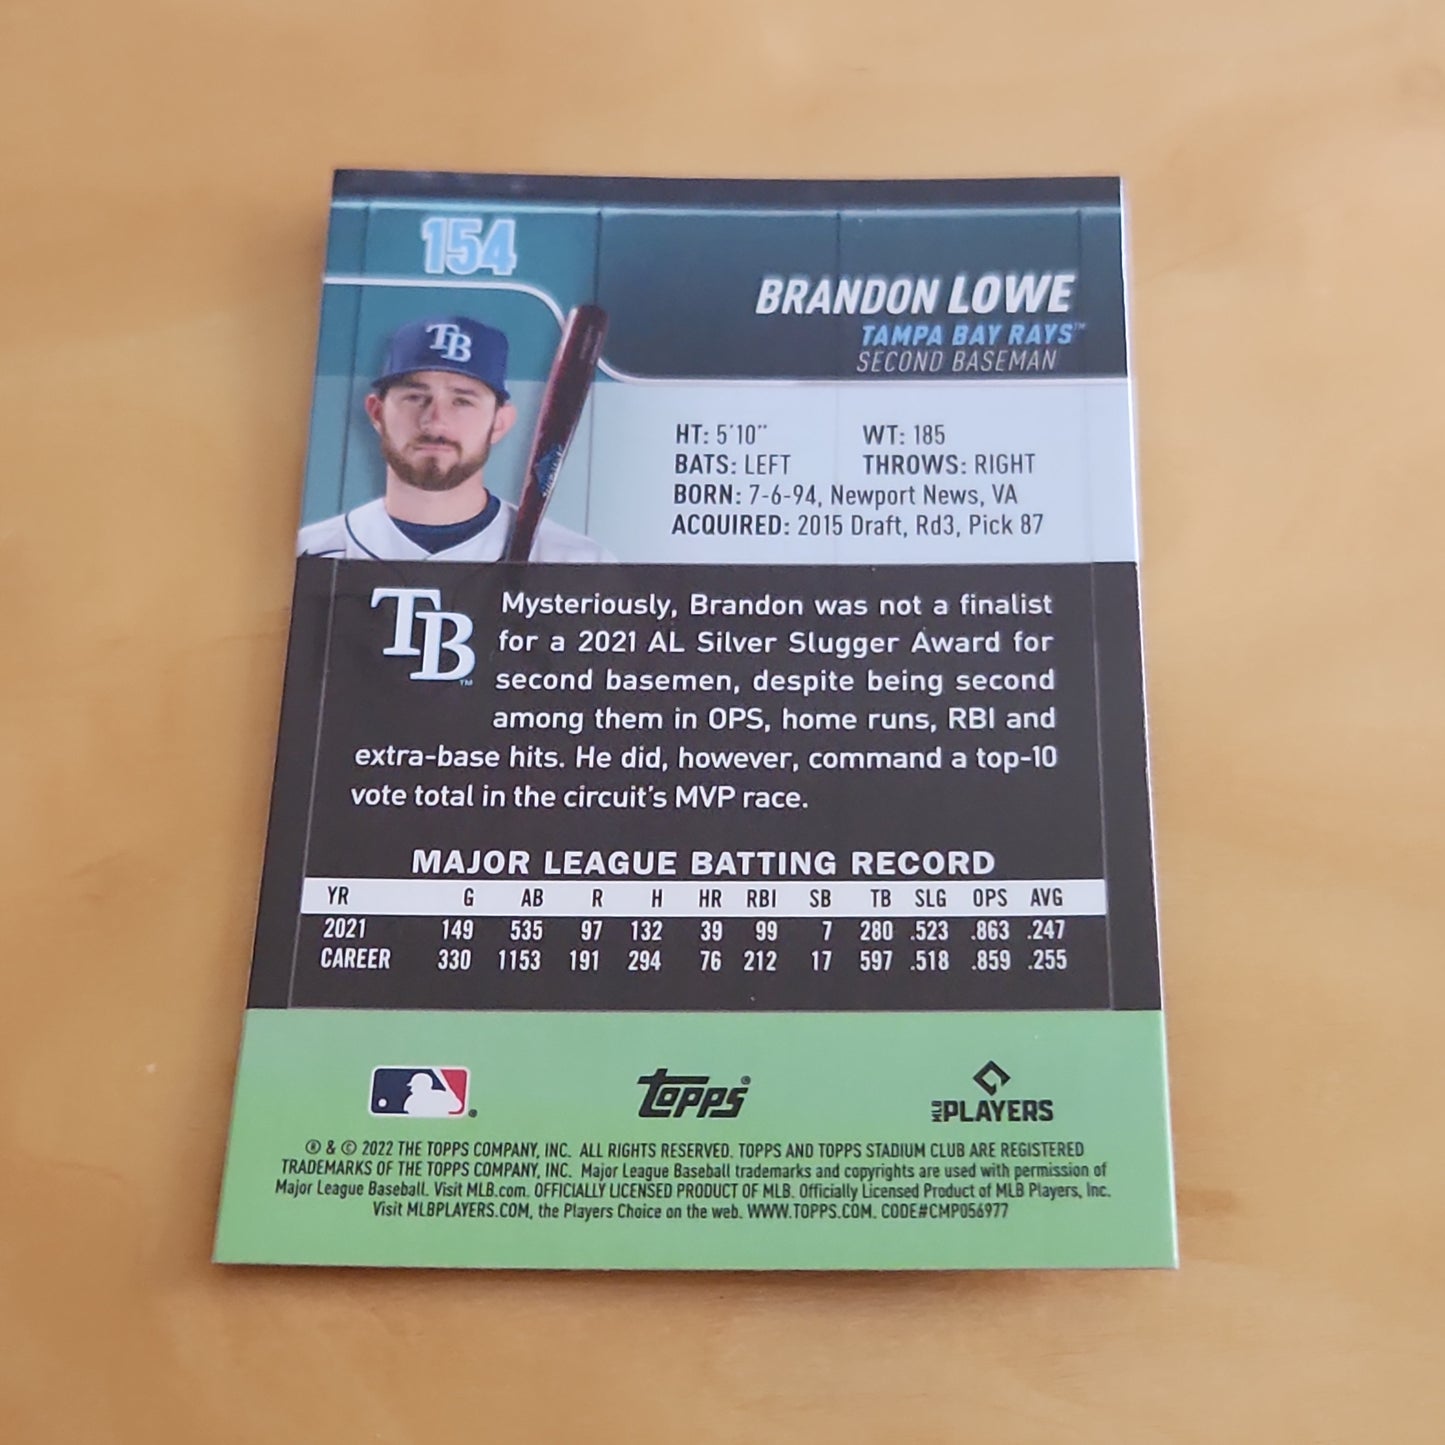 154
BRANDON LOWE
TAMPA BAY RAYS™
SECOND BASEMAN
TB
HT: 5'10" WT: 185
BATS: LEFT THROWS: RIGHT
BORN: 7-6-94, Newport News, VA
ACQUIRED: 2015 Draft, Rd3, Pick 87
TB™
Mysteriously, Brandon was not a finalist
for a 2021 AL Silver Slugger Award for
second basemen, despite being second
among them in OPS, home runs, RBI and
extra-base hits. He did, however, command a top-10
vote total in the circuit's MVP race.
MAJOR LEAGUE BATTING RECORD
YR G AB R H HR RBI SB TB SLG OPS AVG
2021 149 535 97 132 39 99 7 280 .523 .863 .247
CAREER 330 1153 191 294 76 212 17 597 .518 .859 .255
topps®
MLB PLAYERS
® & © 2022 THE TOPPS COMPANY, INC. ALL RIGHTS RESERVED. TOPPS AND TOPPS STADIUM CLUB ARE REGISTERED
TRADEMARKS OF THE TOPPS COMPANY, INC. Major League Baseball trademarks and copyrights are used with permission of
Major League Baseball. Visit MLB.com. OFFICIALLY LICENSED PRODUCT OF MLB. Officially Licensed Product of MLB Players, Inc.
Visit MLBPLAYERS.COM, the Players Choice on the web. WWW.TOPPS.COM. CODE#CMP056977